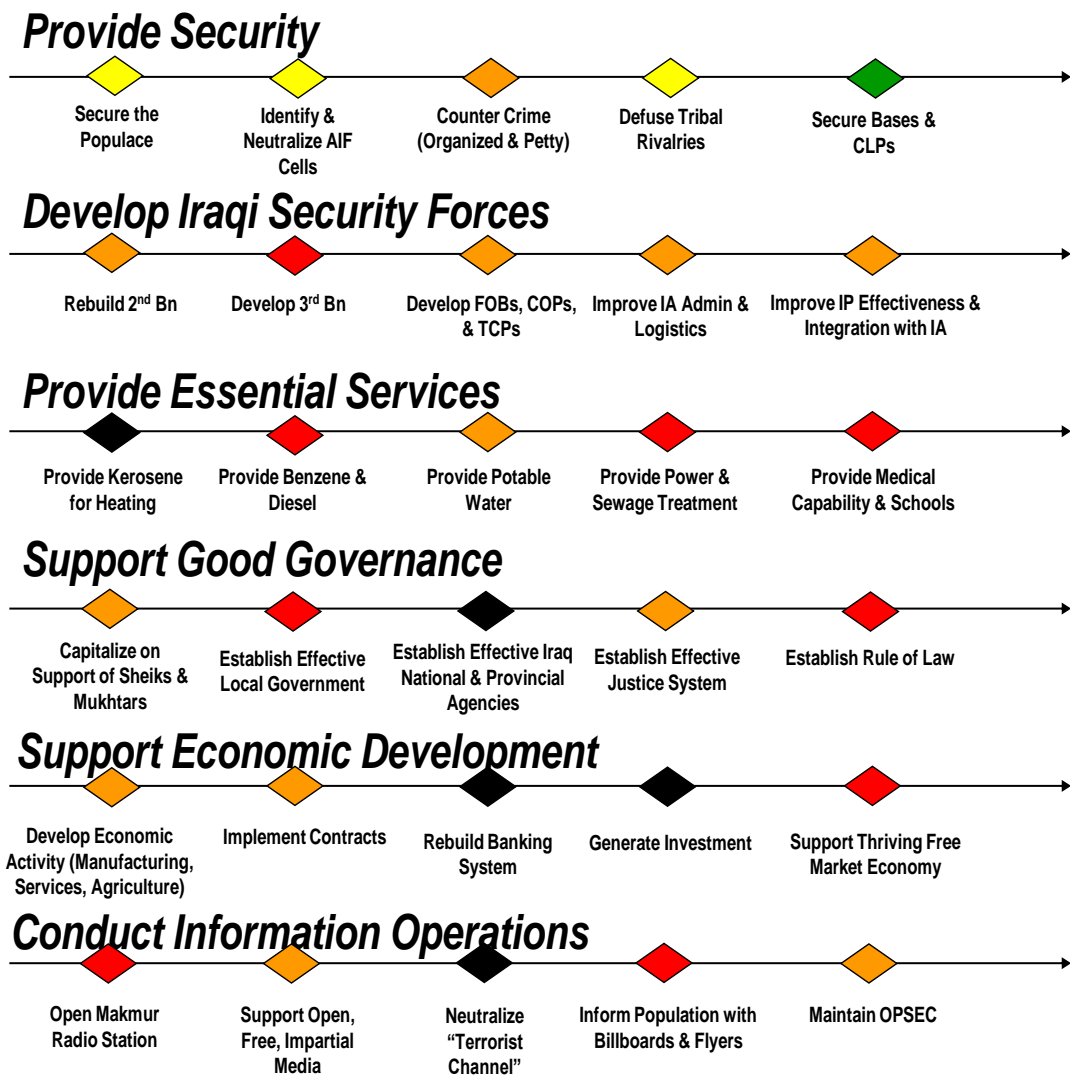 Provide Security
Secure the
Populace
Identify &
Neutralize AIF
Cells
Counter Crime
(Organized & Petty)
Defuse Tribal
Rivalries
Secure Bases &
CLPs
Develop Iraqi Security Forces
Rebuild 2nd Bn
Develop 3rd Bn
Develop FOBs, COPs,
& TCPs
Improve IA Admin &
Logistics
Improve IP Effectiveness &
Integration with IA
Provide Essential Services
Provide Kerosene
for Heating
Provide Benzene &
Diesel
Provide Potable
Water
Provide Power &
Sewage Treatment
Provide Medical
Capability & Schools
Support Good Governance
Capitalize on
Support of Sheiks &
Mukhtars
Establish Effective
Local Government
Establish Effective Iraq
National & Provincial
Agencies
Establish Effective
Justice System
Establish Rule of Law
Support Economic Development
Develop Economic
Activity (Manufacturing,
Services, Agriculture)
Implement Contracts
Rebuild Banking
System
Generate Investment
Support Thriving Free
Market Economy
Conduct Information Operations
Open Makmur
Radio Station
Support Open,
Free, Impartial
Media
Neutralize
“Terrorist
Channel”
Inform Population with
Billboards & Flyers
Maintain OPSEC